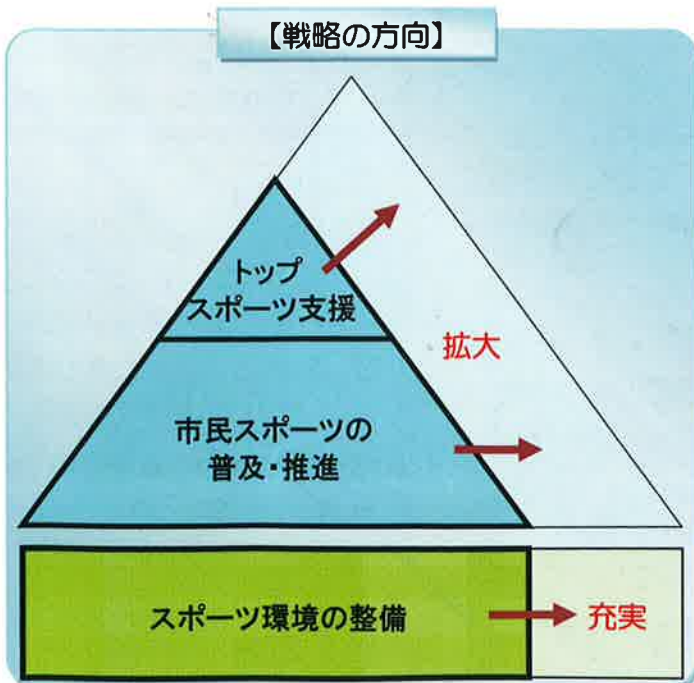 【戦略の方向】
トップ
スポーツ支援
拡大
市民スポーツの
普及・推進
スポーツ環境の整備
充実